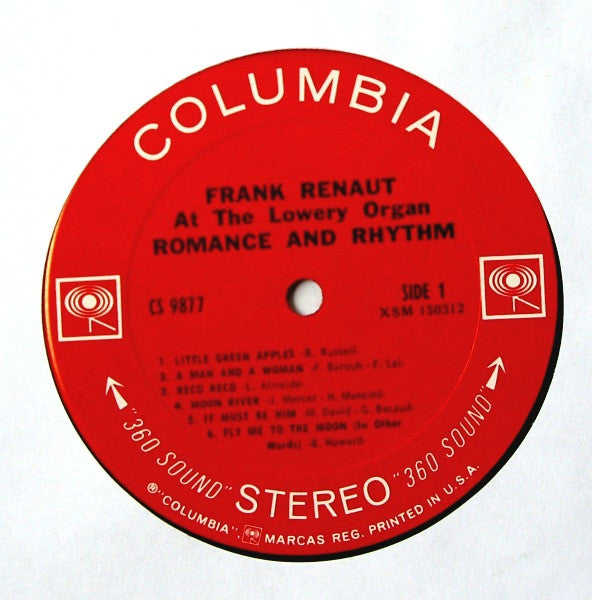 COLUMBIA
FRANK RENAUT
At The Lowery Organ
ROMANCE AND RHYTHM
CS 9877
SIDE 1
XSM 150312
1. LITTLE GREEN APPLES -B. Russell-
2. A MAN AND A WOMAN -P. Barouh - F. Lai-
3. RECO RECO -L. Almeida-
4. MOON RIVER -J. Mercer - H. Mancini-
5. IT MUST BE HIM -M. David - G. Becaud-
6. FLY ME TO THE MOON (In Other
Words) -B. Howard-
"360 SOUND" STEREO "360 SOUND"
®"COLUMBIA", MARCAS REG. PRINTED IN U.S.A.